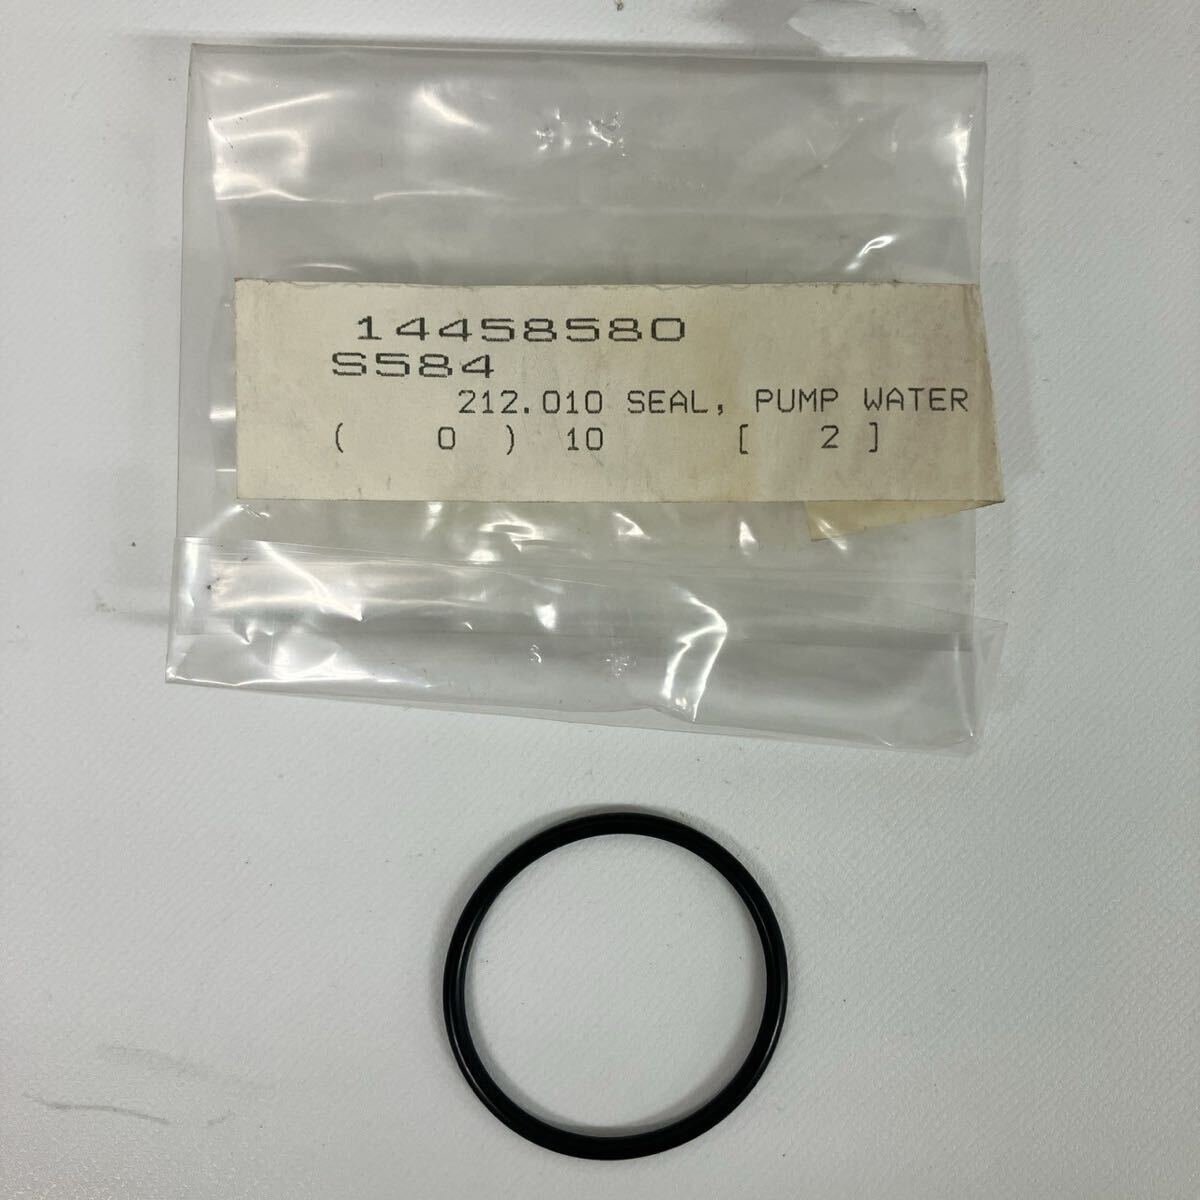 14458580
S584
212.010 SEAL, PUMP WATER
( 0 ) 10 [ 2 ]